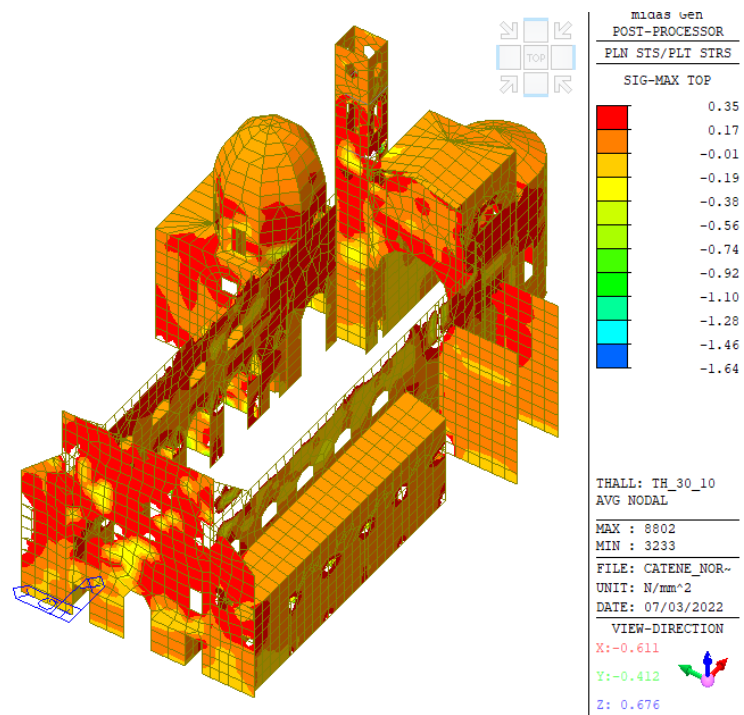 TOP
midas Gen
POST-PROCESSOR
PLN STS/PLT STRS
SIG-MAX TOP
0.35
0.17
-0.01
-0.19
-0.38
-0.56
-0.74
-0.92
-1.10
-1.28
-1.46
-1.64
THALL: TH_30_10
AVG NODAL
MAX : 8802
MIN : 3233
FILE: CATENE_NOR~
UNIT: N/mm^2
DATE: 07/03/2022
VIEW-DIRECTION
X:-0.611
Y:-0.412
Z: 0.676